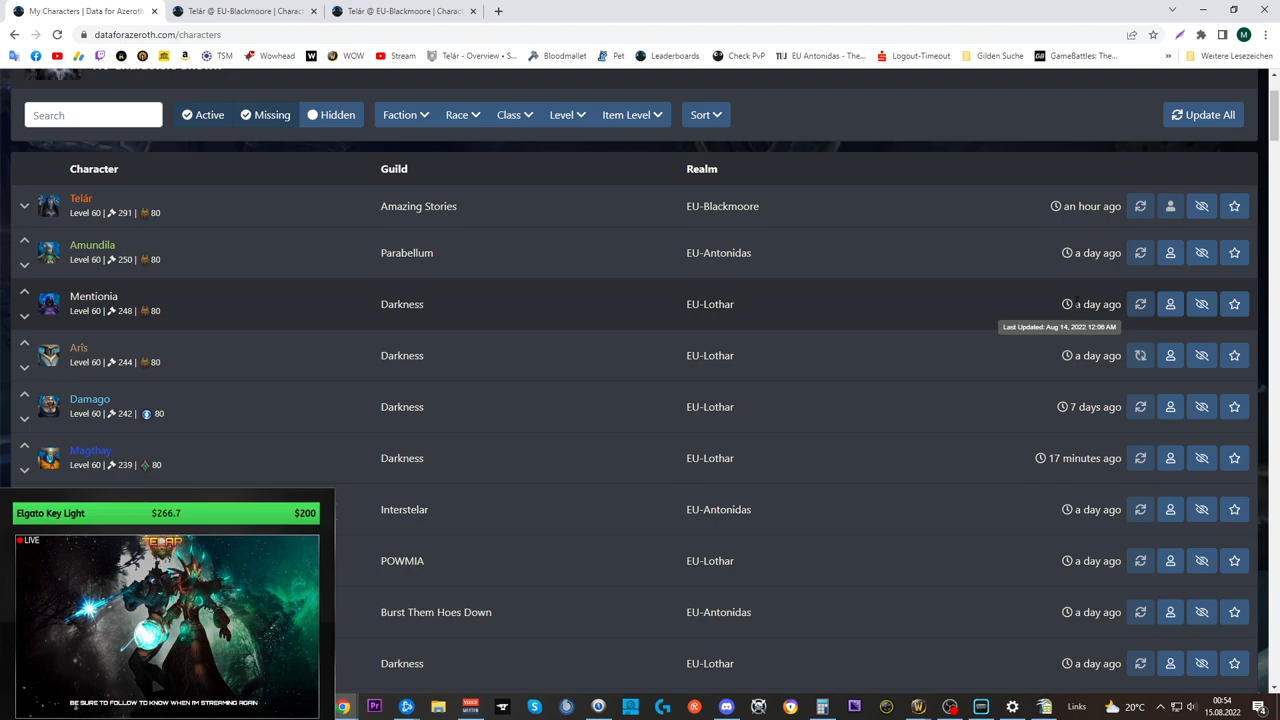 My Characters | Data for Azeroth
Telár @ EU-Blackmoore | Charact
Telár @ EU-Blackmoore | Charact
dataforazeroth.com/characters
TSM
Wowhead
WOW
Stream
Telár - Overview • S...
Bloodmallet
Pet
Leaderboards
Check PvP
EU Antonidas - The...
Logout-Timeout
Gilden Suche
GameBattles: The...
Weitere Lesezeichen
Search
Active
Missing
Hidden
Faction
Race
Class
Level
Item Level
Sort
Update All
Character Guild Realm
Telár
Level 60 | 291 | 80
Amazing Stories EU-Blackmoore an hour ago
Amundila
Level 60 | 250 | 80
Parabellum EU-Antonidas a day ago
Mentionia
Level 60 | 248 | 80
Darkness EU-Lothar a day ago
Last Updated: Aug 14, 2022 12:06 AM
Arîs
Level 60 | 244 | 80
Darkness EU-Lothar a day ago
Damago
Level 60 | 242 | 80
Darkness EU-Lothar 7 days ago
Magthay
Level 60 | 239 | 80
Darkness EU-Lothar 17 minutes ago
Interstelar EU-Antonidas a day ago
POWMIA EU-Lothar a day ago
Burst Them Hoes Down EU-Antonidas a day ago
Darkness EU-Lothar a day ago
Elgato Key Light $266.7 $200
LIVE
TELAR
BE SURE TO FOLLOW TO KNOW WHEN I'M STREAMING AGAIN
Links
20°C
00:54
15.08.2022